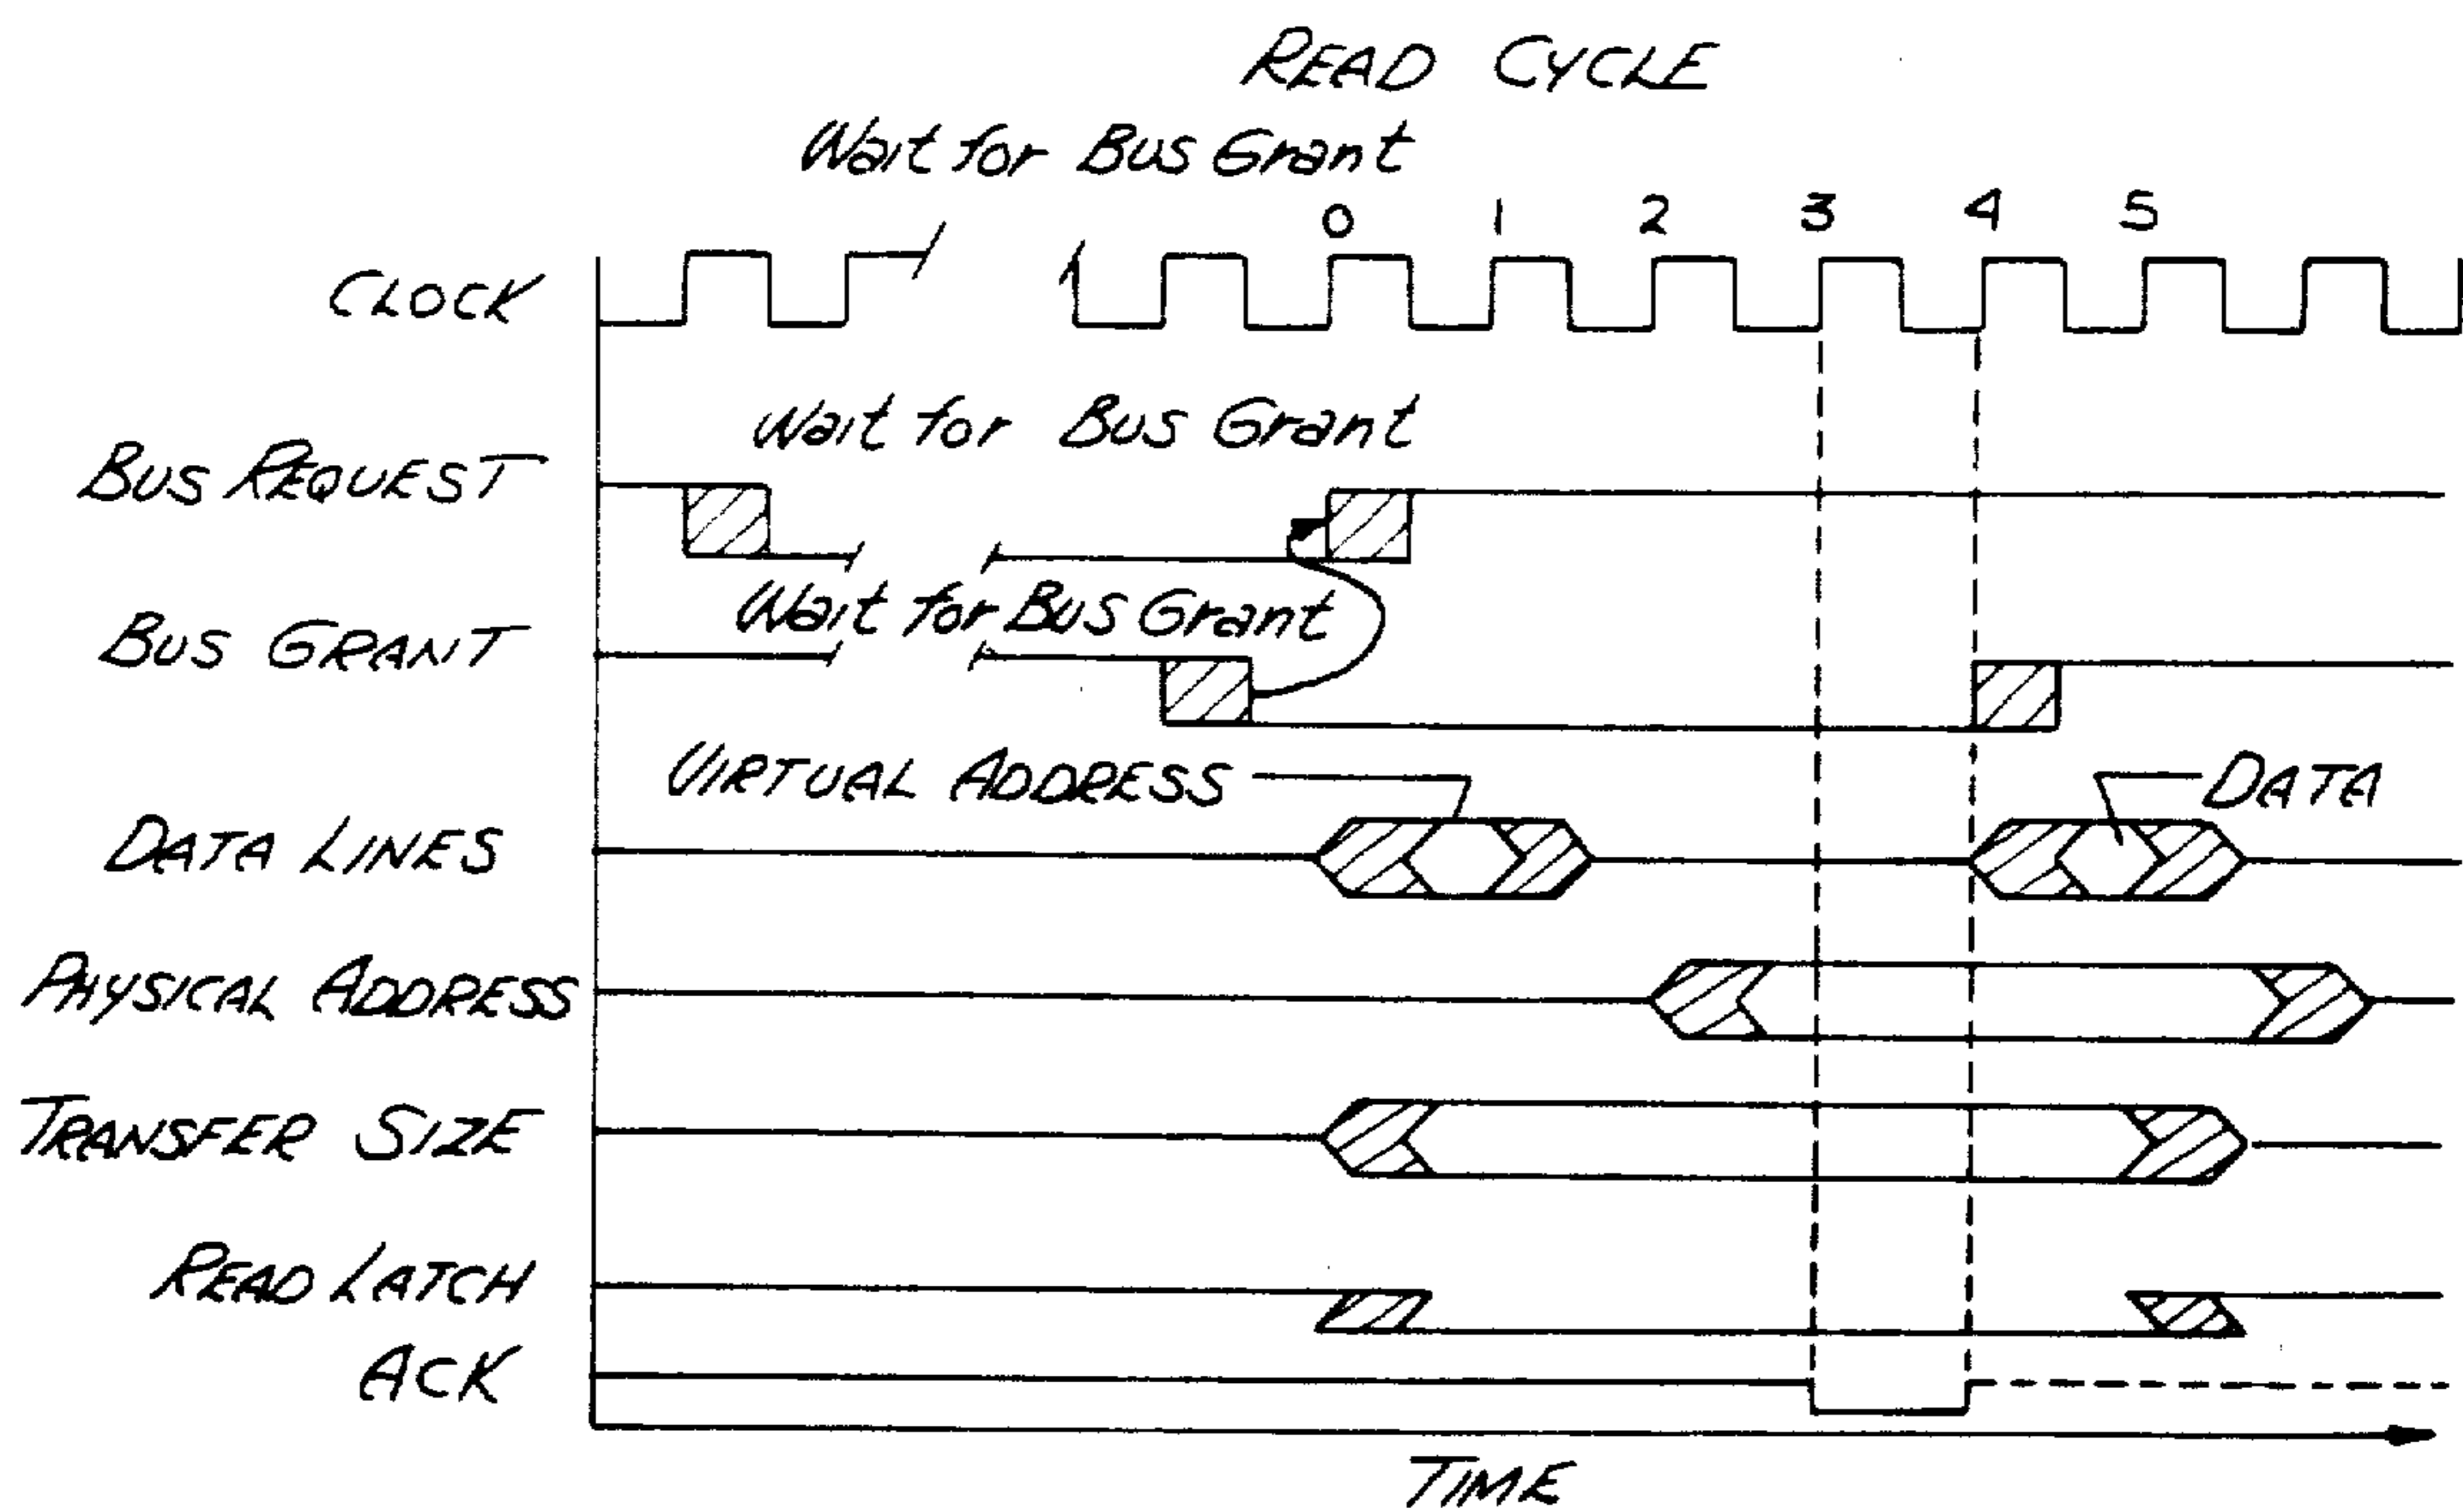 READ CYCLE
Wait for Bus Grant
0 1 2 3 4 5
CLOCK
Wait for Bus Grant
BUS REQUEST
Wait for Bus Grant
BUS GRANT
VIRTUAL ADDRESS
DATA
DATA LINES
PHYSICAL ADDRESS
TRANSFER SIZE
READ LATCH
ACK
TIME